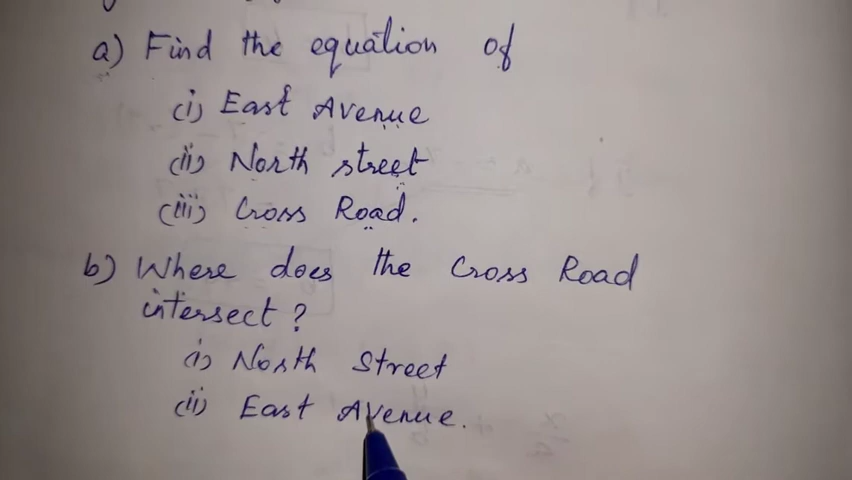 a) Find the equation of
(i) East Avenue
(ii) North street
(iii) Cross Road.
b) Where does the Cross Road
intersect?
(i) North Street
(ii) East Avenue.